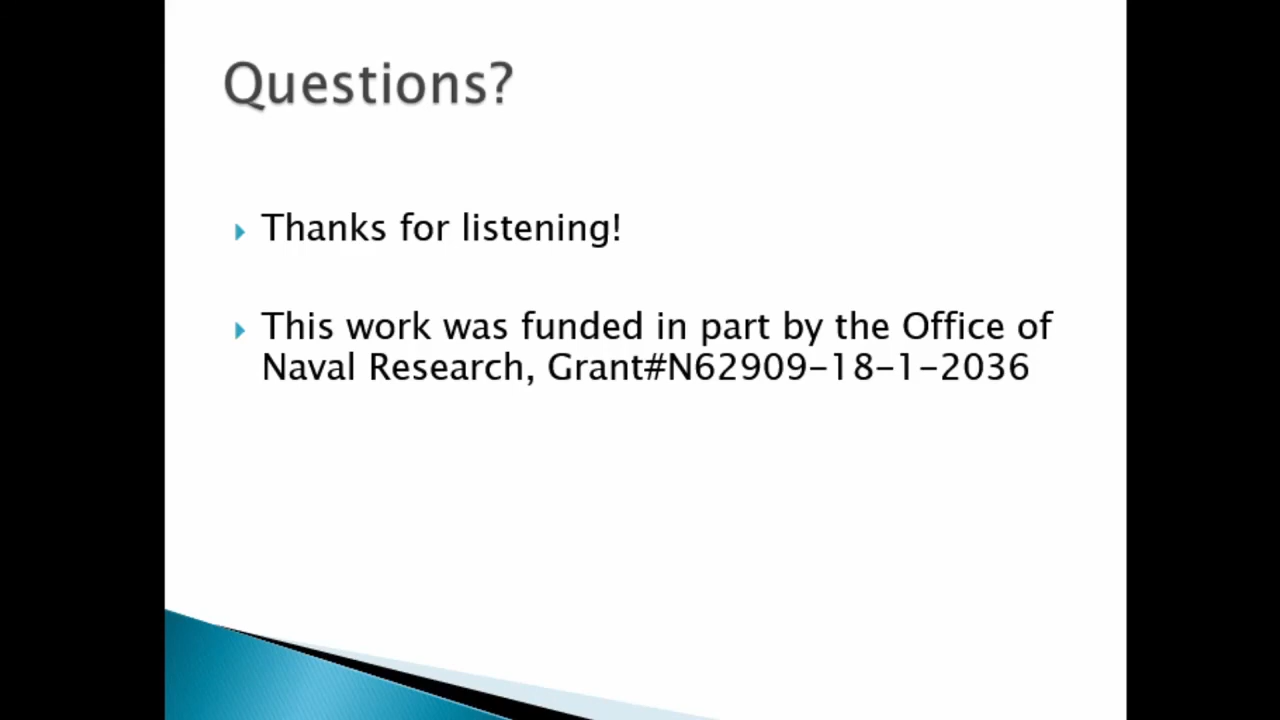 Questions?
Thanks for listening!
This work was funded in part by the Office of
Naval Research, Grant#N62909-18-1-2036